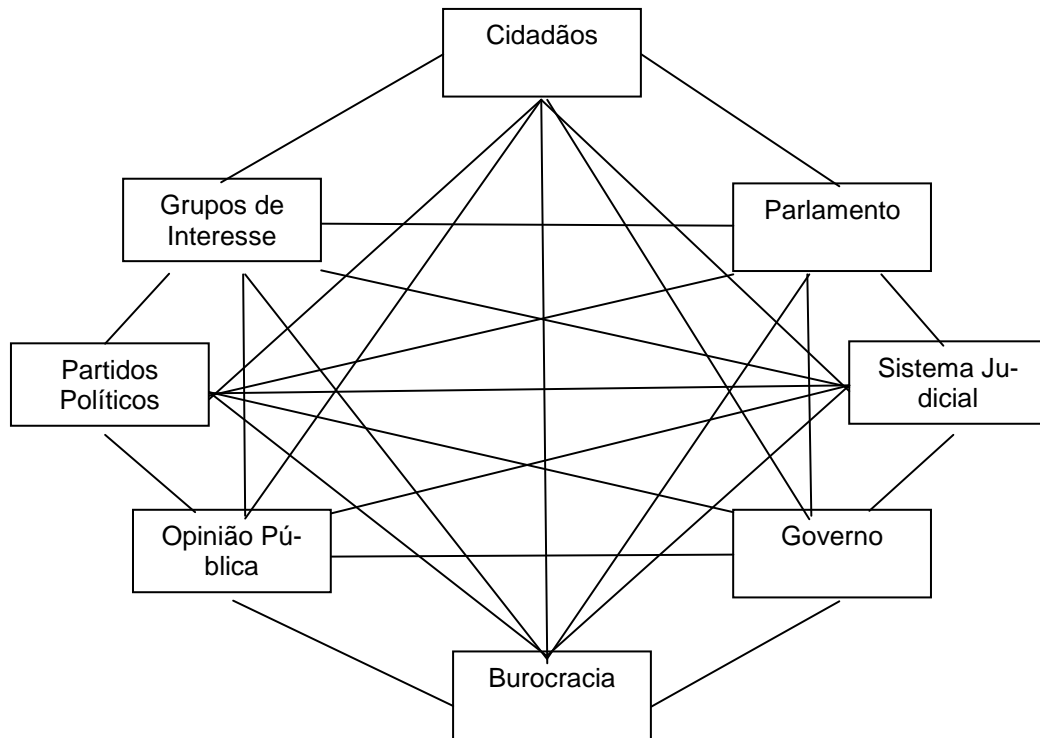 Cidadãos
Grupos de
Interesse
Parlamento
Partidos
Políticos
Sistema Ju-
dicial
Opinião Pú-
blica
Governo
Burocracia